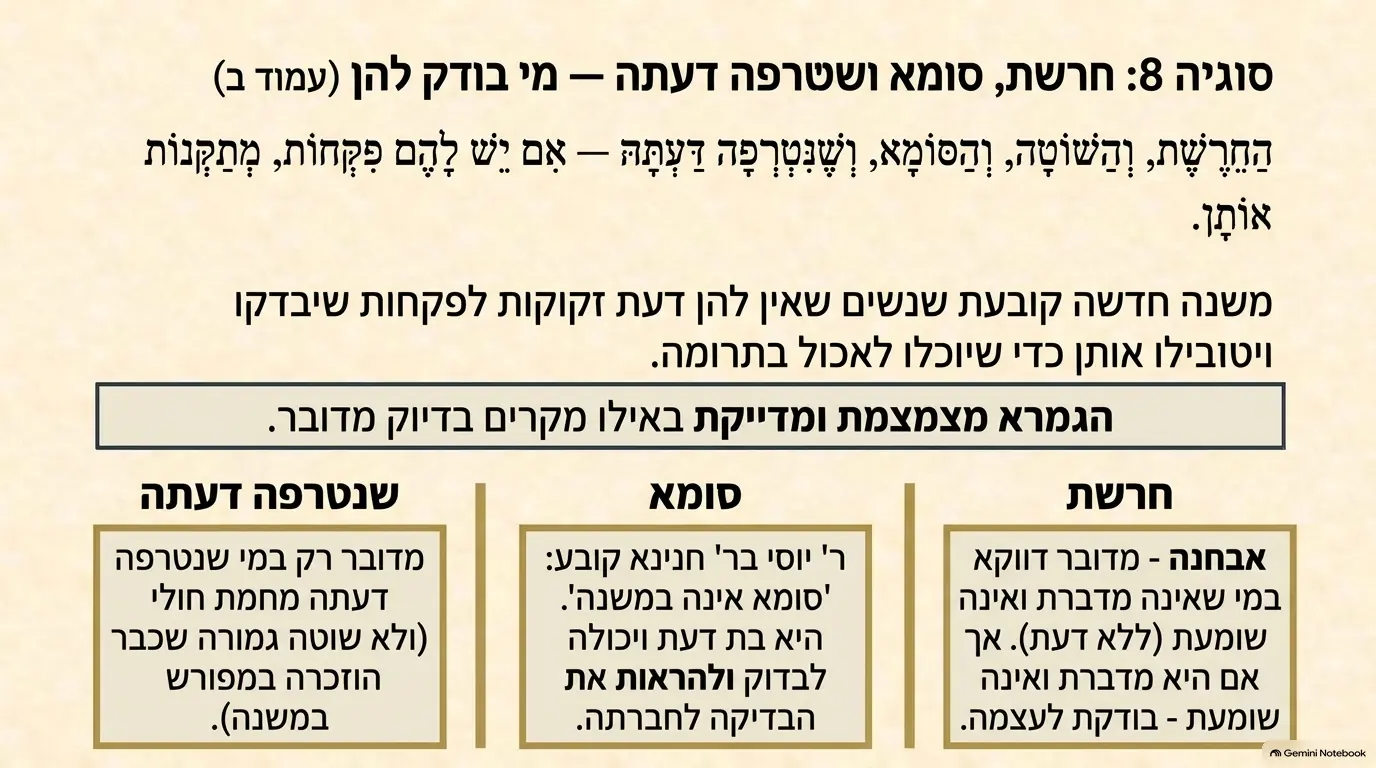 סוגיה 8: חרשת, סומא ושטרפה דעתה — מי בודק להן (עמוד ב)
הַחֵרֶשֶׁת, וְהַשּׁוֹטָה, וְהַסּוֹמָא, וְשֶׁנִּטְרְפָה דַּעְתָּהּ — אִם יֵשׁ לָהֶם פִּקְּחוֹת, מְתַקְּנוֹת
אוֹתָן.
משנה חדשה קובעת שנשים שאין להן דעת זקוקות לפקחות שיבדקו
ויטובילו אותן כדי שיוכלו לאכול בתרומה.
הגמרא מצמצמת ומדייקת באילו מקרים בדיוק מדובר.
חרשת
אבחנה - מדובר דווקא
במי שאינה מדברת ואינה
שומעת (ללא דעת). אך
אם היא מדברת ואינה
שומעת - בודקת לעצמה.
סומא
ר' יוסי בר' חנינא קובע:
'סומא אינה במשנה'.
היא בת דעת ויכולה
לבדוק ולהראות את
הבדיקה לחברתה.
שנטרפה דעתה
מדובר רק במי שנטרפה
דעתה מחמת חולי
(ולא שוטה גמורה שכבר
הוזכרה במפורש
במשנה).
Gemini Notebook